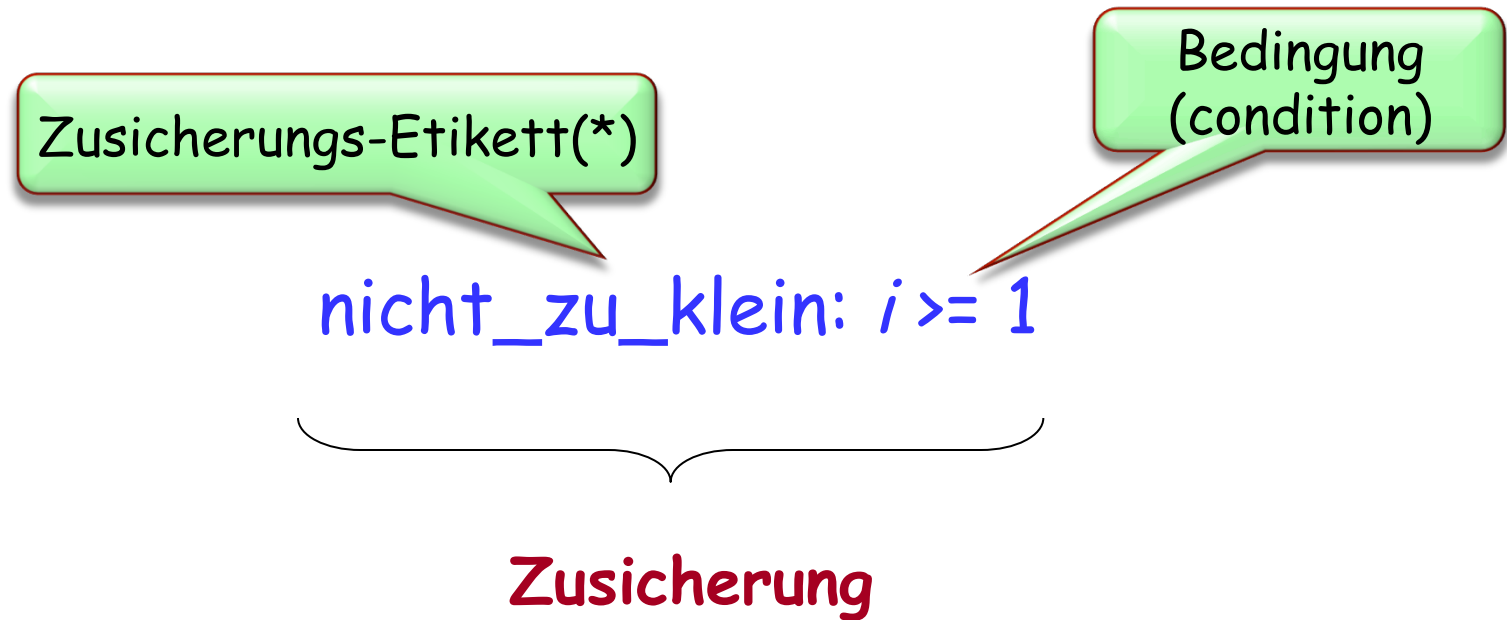 Bedingung
(condition)
Zusicherungs-Etikett(*)
nicht_zu_klein: i >= 1
Zusicherung